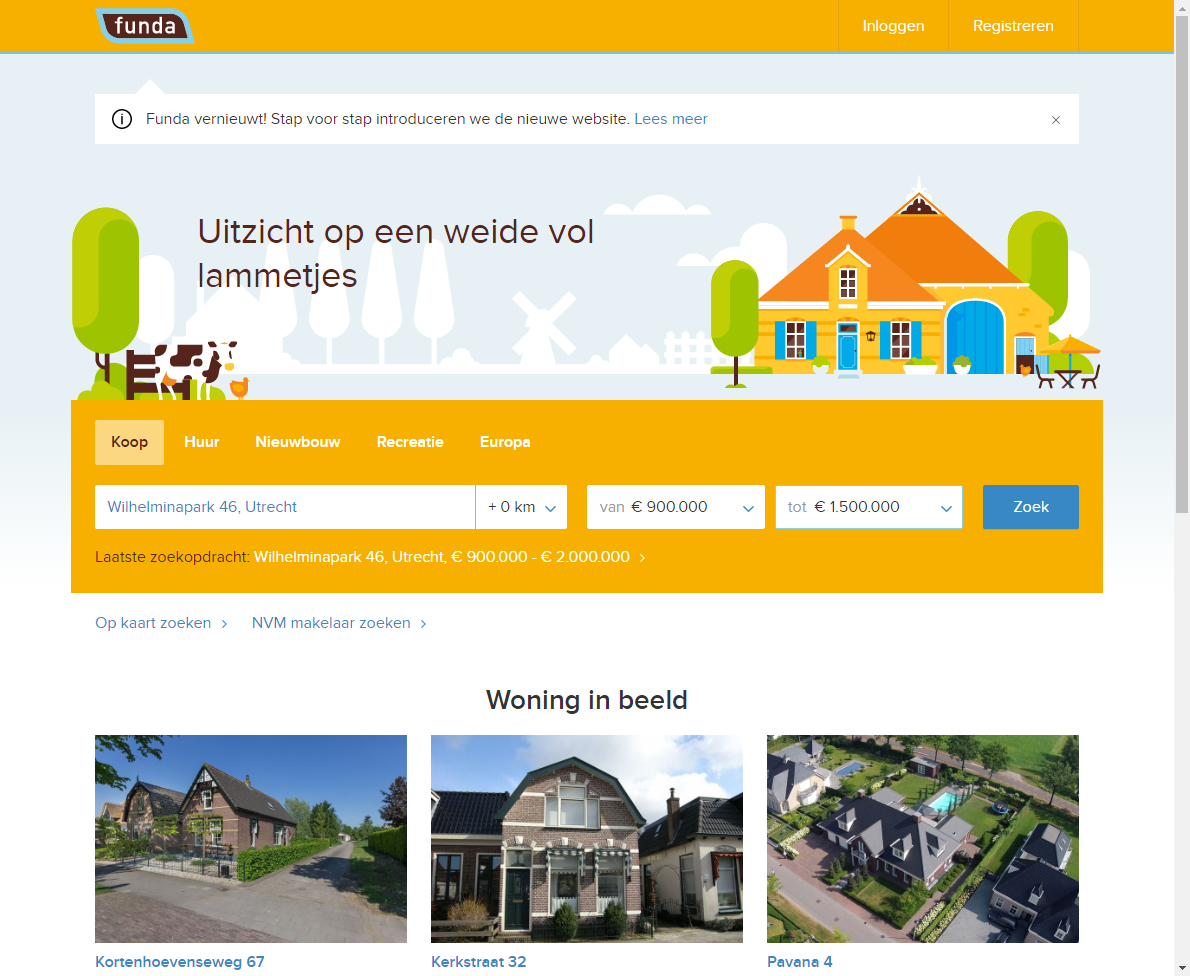 funda
Inloggen
Registreren
Funda vernieuwt! Stap voor stap introduceren we de nieuwe website. Lees meer
Uitzicht op een weide vol
lammetjes
Koop Huur Nieuwbouw Recreatie Europa
Wilhelminapark 46, Utrecht + 0 km van € 900.000 tot € 1.500.000 Zoek
Laatste zoekopdracht: Wilhelminapark 46, Utrecht, € 900.000 - € 2.000.000
Op kaart zoeken NVM makelaar zoeken
Woning in beeld
Kortenhoevenseweg 67 Kerkstraat 32 Pavana 4